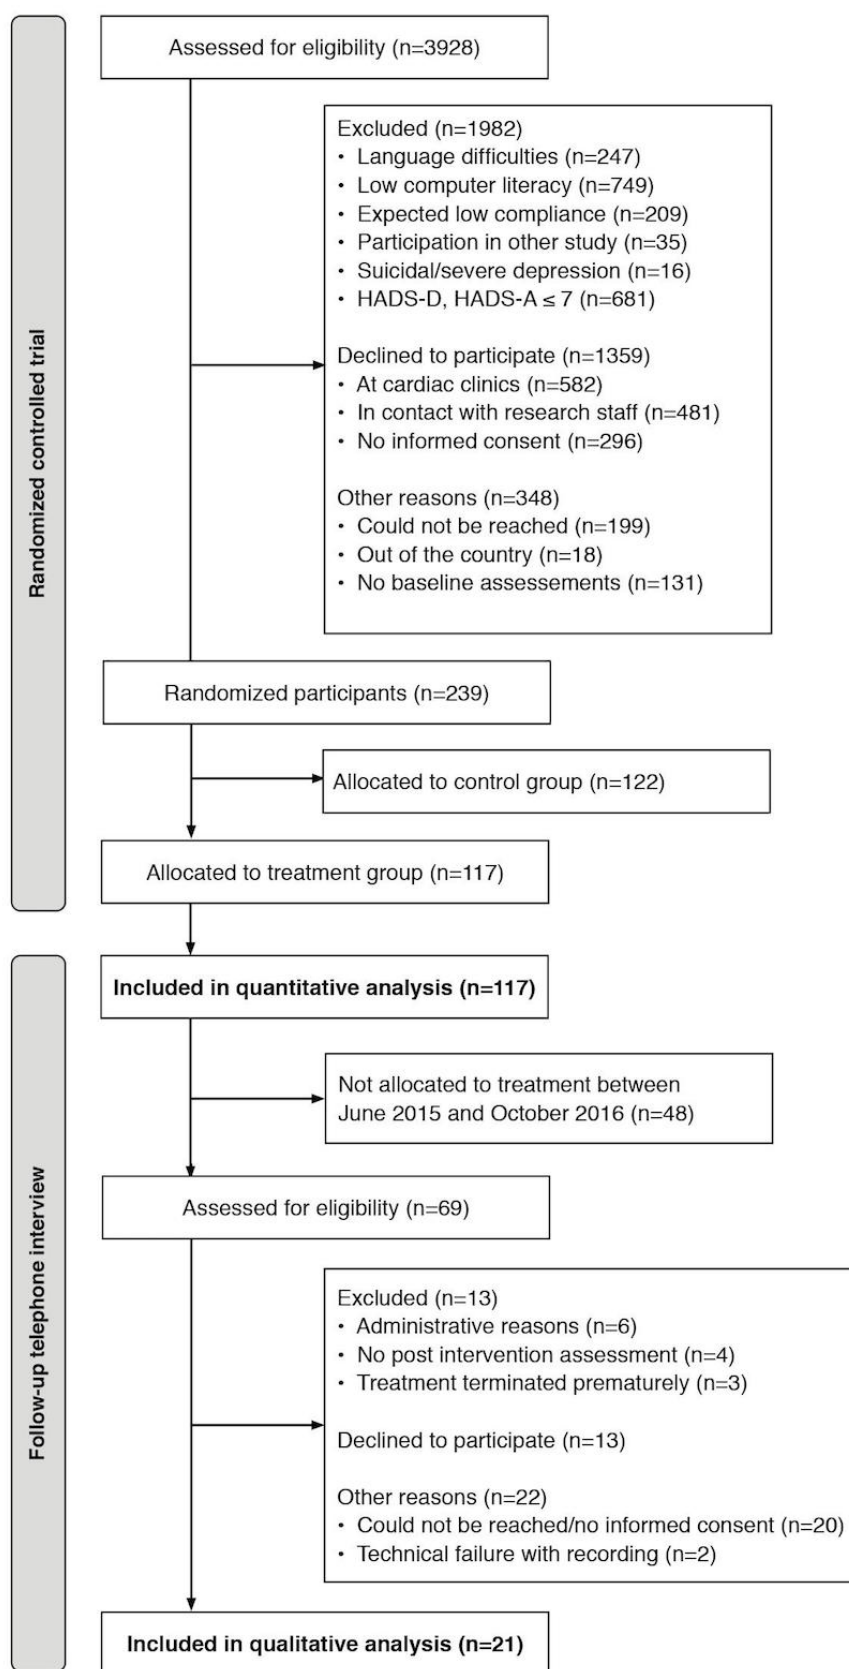 Randomized controlled trial
Assessed for eligibility (n=3928)
Excluded (n=1982)
• Language difficulties (n=247)
• Low computer literacy (n=749)
• Expected low compliance (n=209)
• Participation in other study (n=35)
• Suicidal/severe depression (n=16)
• HADS-D, HADS-A ≤ 7 (n=681)
Declined to participate (n=1359)
• At cardiac clinics (n=582)
• In contact with research staff (n=481)
• No informed consent (n=296)
Other reasons (n=348)
• Could not be reached (n=199)
• Out of the country (n=18)
• No baseline assessements (n=131)
Randomized participants (n=239)
Allocated to control group (n=122)
Allocated to treatment group (n=117)
Follow-up telephone interview
Included in quantitative analysis (n=117)
Not allocated to treatment between
June 2015 and October 2016 (n=48)
Assessed for eligibility (n=69)
Excluded (n=13)
• Administrative reasons (n=6)
• No post intervention assessment (n=4)
• Treatment terminated prematurely (n=3)
Declined to participate (n=13)
Other reasons (n=22)
• Could not be reached/no informed consent (n=20)
• Technical failure with recording (n=2)
Included in qualitative analysis (n=21)